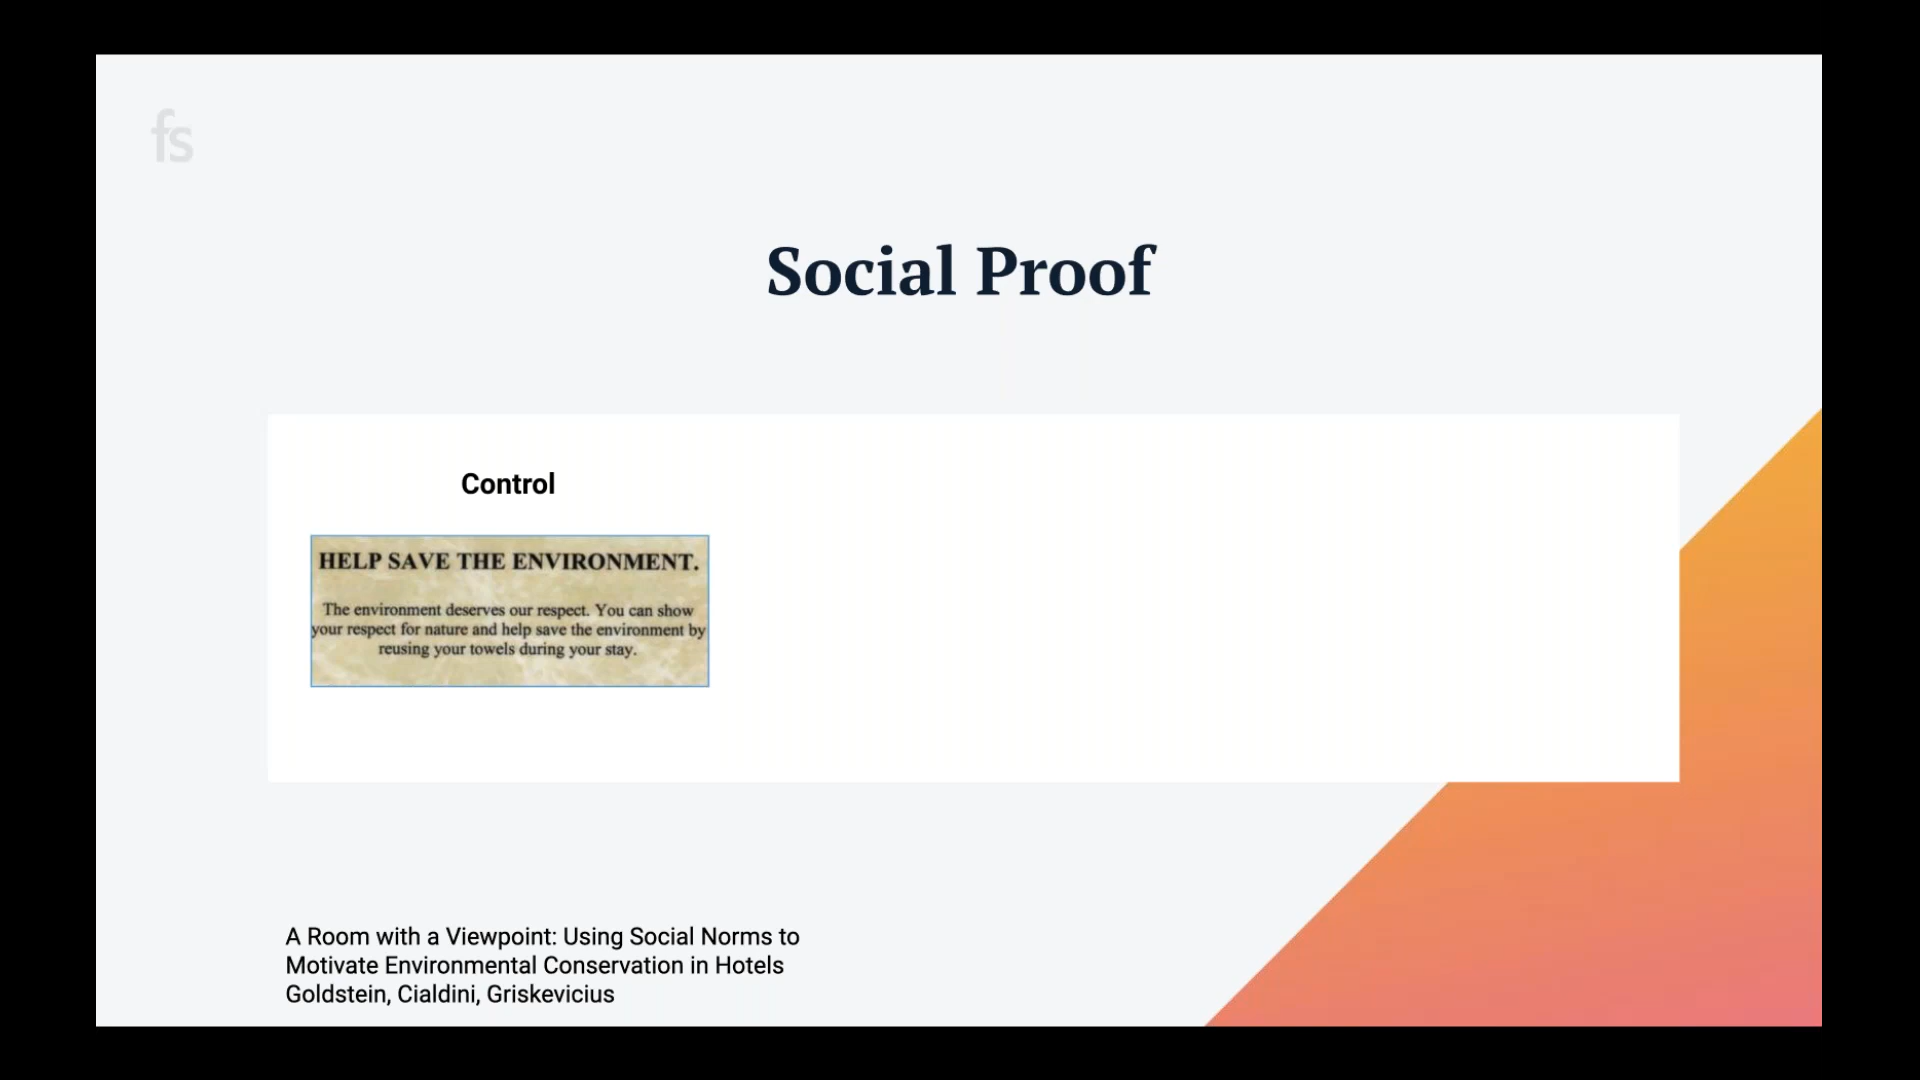 fs
Social Proof
Control
HELP SAVE THE ENVIRONMENT.
The environment deserves our respect. You can show
your respect for nature and help save the environment by
reusing your towels during your stay.
A Room with a Viewpoint: Using Social Norms to
Motivate Environmental Conservation in Hotels
Goldstein, Cialdini, Griskevicius